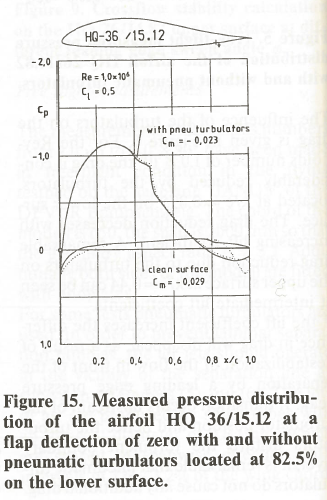 HQ-36 /15.12
-2,0
Re = 1,0×10⁶
C_l = 0,5
C_p
with pneu. turbulators
C_m = - 0,023
-1,0
0
clean surface
C_m = - 0,029
1,0
0 0,2 0,4 0,6 0,8 x/c 1,0
Figure 15. Measured pressure distribu-
tion of the airfoil HQ 36/15.12 at a
flap deflection of zero with and without
pneumatic turbulators located at 82.5%
on the lower surface.